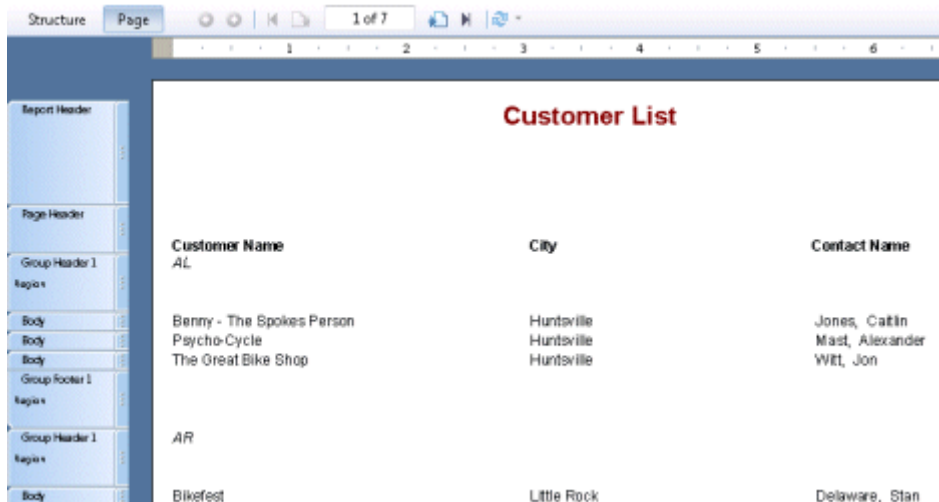 Structure Page 1 of 7
1 2 3 4 5 6
Report Header
Customer List
Page Header
Customer Name City Contact Name
Group Header 1 AL
Region
Body Benny - The Spokes Person Huntsville Jones, Caitlin
Body Psycho-Cycle Huntsville Mast, Alexander
Body The Great Bike Shop Huntsville Witt, Jon
Group Footer 1
Region
Group Header 1 AR
Region
Body Bikefest Little Rock Delaware, Stan